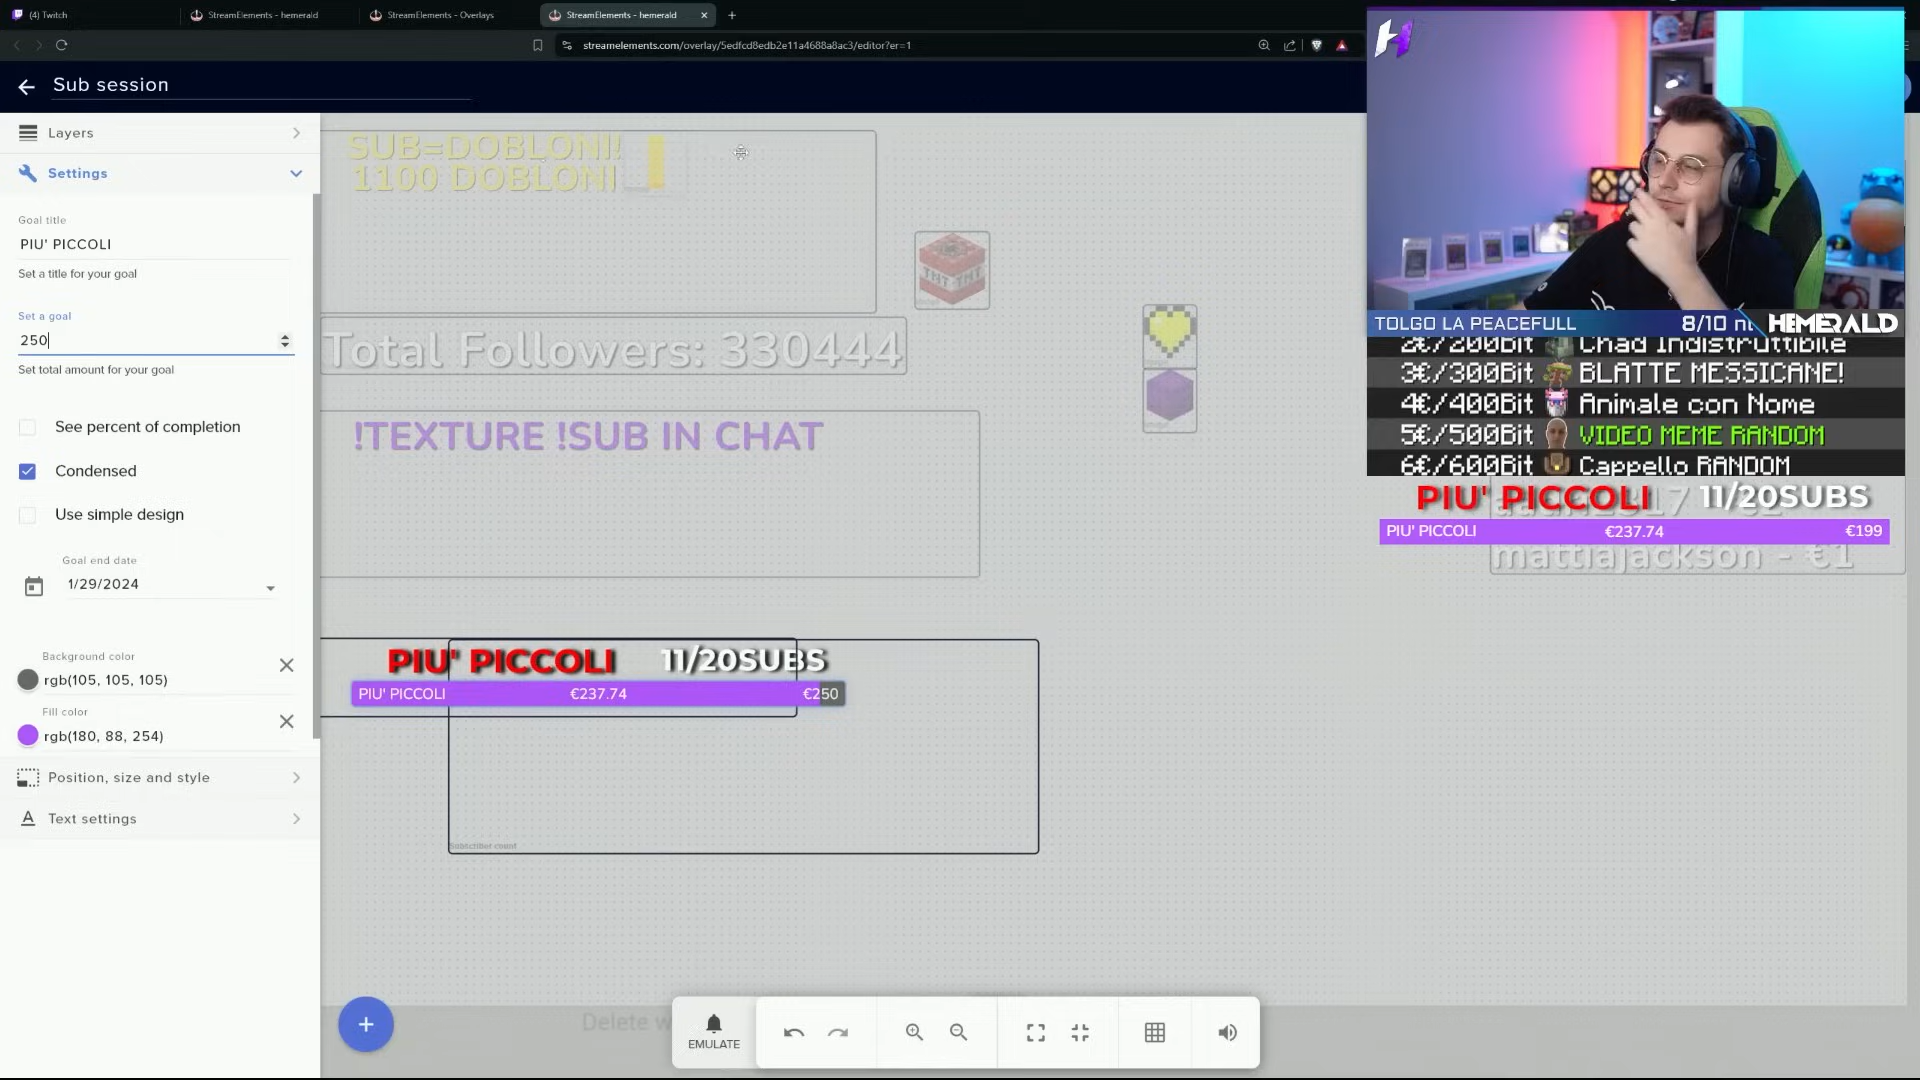 (4) Twitch
StreamElements - hemerald
StreamElements - Overlays
StreamElements - hemerald
streamelements.com/overlay/5edfcd8edb2e11a4688a8ac3/editor?er=1
Sub session
Layers
Settings
Goal title
PIU' PICCOLI
Set a title for your goal
Set a goal
250
Set total amount for your goal
See percent of completion
Condensed
Use simple design
Goal end date
1/29/2024
Background color
rgb(105, 105, 105)
Fill color
rgb(180, 88, 254)
Position, size and style
Text settings
SUB=DOBLONI!
1100 DOBLONI
Total Followers: 330444
!TEXTURE !SUB IN CHAT
PIU' PICCOLI 11/20SUBS
PIU' PICCOLI €237.74 €250
Subscriber count
TNT
Delete
EMULATE
TOLGO LA PEACEFULL 8/10 HEMERALD
2€/200Bit Chad Indistruttibile
3€/300Bit BLATTE MESSICANE!
4€/400Bit Animale con Nome
5€/500Bit VIDEO MEME RANDOM
6€/600Bit Cappello RANDOM
PIU' PICCOLI 11/20SUBS
PIU' PICCOLI €237.74 €199
mattiajackson - €1